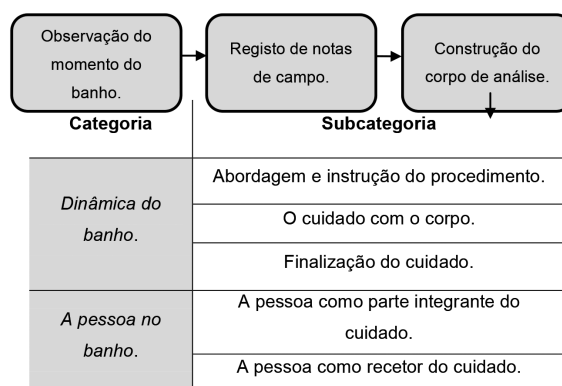 Observação do
momento do
banho.
Registo de notas
de campo.
Construção do
corpo de análise.
Categoria
Subcategoria
Dinâmica do
banho.
Abordagem e instrução do procedimento.
O cuidado com o corpo.
Finalização do cuidado.
A pessoa no
banho.
A pessoa como parte integrante do
cuidado.
A pessoa como recetor do cuidado.